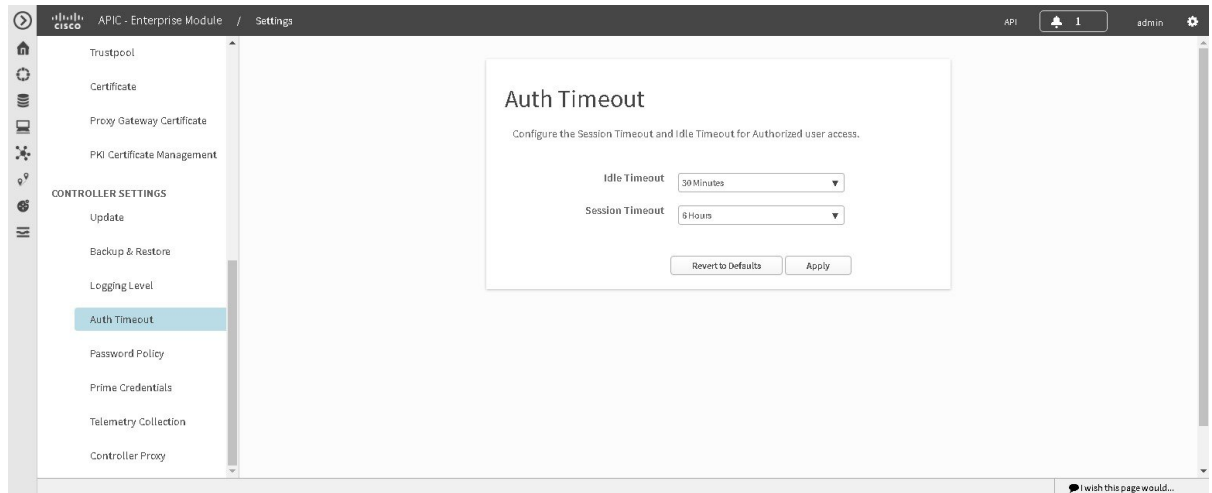 CISCO APIC - Enterprise Module / Settings API 1 admin
Trustpool
Certificate
Proxy Gateway Certificate
PKI Certificate Management
CONTROLLER SETTINGS
Update
Backup & Restore
Logging Level
Auth Timeout
Password Policy
Prime Credentials
Telemetry Collection
Controller Proxy
Auth Timeout
Configure the Session Timeout and Idle Timeout for Authorized user access.
Idle Timeout 30 Minutes
Session Timeout 6 Hours
Revert to Defaults Apply
I wish this page would...